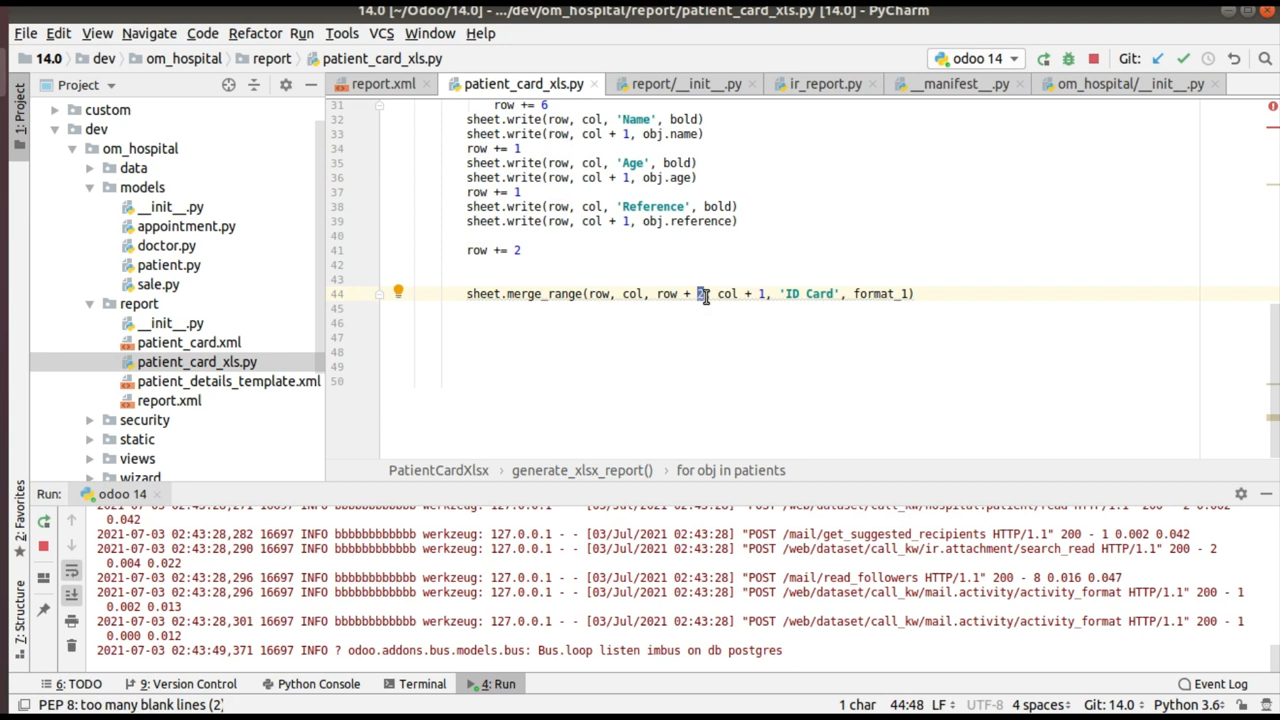 14.0 [~/Odoo/14.0] - .../dev/om_hospital/report/patient_card_xls.py [14.0] - PyCharm
File Edit View Navigate Code Refactor Run Tools VCS Git Window Help
14.0 dev om_hospital report patient_card_xls.py odoo 14 Git:
1: Project
Project
report.xml patient_card_xls.py report/__init__.py ir_report.py __manifest__.py om_hospital/__init__.py
custom
dev
om_hospital
data
models
__init__.py
appointment.py
doctor.py
patient.py
sale.py
report
__init__.py
patient_card.xml
patient_card_xls.py
patient_details_template.xml
report.xml
security
static
views
wizard
31 row += 6
32 sheet.write(row, col, 'Name', bold)
33 sheet.write(row, col + 1, obj.name)
34 row += 1
35 sheet.write(row, col, 'Age', bold)
36 sheet.write(row, col + 1, obj.age)
37 row += 1
38 sheet.write(row, col, 'Reference', bold)
39 sheet.write(row, col + 1, obj.reference)
40
41 row += 2
42
43
44 sheet.merge_range(row, col, row + 2, col + 1, 'ID Card', format_1)
45
46
47
48
49
50
PatientCardXlsx › generate_xlsx_report() › for obj in patients
2: Favorites
7: Structure
Run: odoo 14
0.042
2021-07-03 02:43:28,282 16697 INFO bbbbbbbbbbbb werkzeug: 127.0.0.1 - - [03/Jul/2021 02:43:28] "POST /mail/get_suggested_recipients HTTP/1.1" 200 - 1 0.002 0.042
2021-07-03 02:43:28,290 16697 INFO bbbbbbbbbbbb werkzeug: 127.0.0.1 - - [03/Jul/2021 02:43:28] "POST /web/dataset/call_kw/ir.attachment/search_read HTTP/1.1" 200 - 2
0.004 0.022
2021-07-03 02:43:28,296 16697 INFO bbbbbbbbbbbb werkzeug: 127.0.0.1 - - [03/Jul/2021 02:43:28] "POST /mail/read_followers HTTP/1.1" 200 - 8 0.016 0.047
2021-07-03 02:43:28,296 16697 INFO bbbbbbbbbbbb werkzeug: 127.0.0.1 - - [03/Jul/2021 02:43:28] "POST /web/dataset/call_kw/mail.activity/activity_format HTTP/1.1" 200 - 1
0.002 0.013
2021-07-03 02:43:28,301 16697 INFO bbbbbbbbbbbb werkzeug: 127.0.0.1 - - [03/Jul/2021 02:43:28] "POST /web/dataset/call_kw/mail.activity/activity_format HTTP/1.1" 200 - 1
0.000 0.012
2021-07-03 02:43:49,371 16697 INFO ? odoo.addons.bus.models.bus: Bus.loop listen imbus on db postgres
6: TODO 9: Version Control Python Console Terminal 4: Run Event Log
PEP 8: too many blank lines (2) 1 char 44:48 LF UTF-8 4 spaces Git: 14.0 Python 3.6